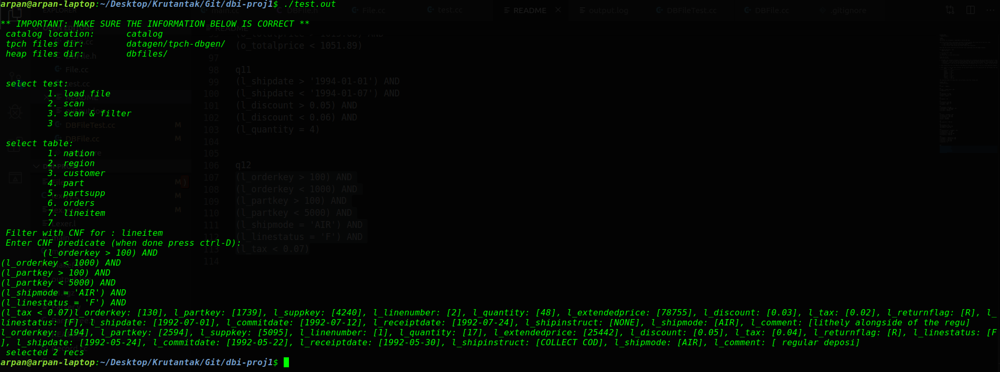 arpan@arpan-laptop:~/Desktop/Krutantak/Git/dbi-proj1$ ./test.out
** IMPORTANT: MAKE SURE THE INFORMATION BELOW IS CORRECT **
catalog location: catalog
tpch files dir: datagen/tpch-dbgen/
heap files dir: dbfiles/
select test:
1. load file
2. scan
3. scan & filter
3
select table:
1. nation
2. region
3. customer
4. part
5. partsupp
6. orders
7. lineitem
7
Filter with CNF for : lineitem
Enter CNF predicate (when done press ctrl-D):
(l_orderkey > 100) AND
(l_orderkey < 1000) AND
(l_partkey > 100) AND
(l_partkey < 5000) AND
(l_shipmode = 'AIR') AND
(l_linestatus = 'F') AND
(l_tax < 0.07)l_orderkey: [130], l_partkey: [1739], l_suppkey: [4240], l_linenumber: [2], l_quantity: [48], l_extendedprice: [78755], l_discount: [0.03], l_tax: [0.02], l_returnflag: [R], l_
linestatus: [F], l_shipdate: [1992-07-01], l_commitdate: [1992-07-12], l_receiptdate: [1992-07-24], l_shipinstruct: [NONE], l_shipmode: [AIR], l_comment: [lithely alongside of the regu]
l_orderkey: [194], l_partkey: [2594], l_suppkey: [5095], l_linenumber: [1], l_quantity: [17], l_extendedprice: [25442], l_discount: [0.05], l_tax: [0.04], l_returnflag: [R], l_linestatus: [F
], l_shipdate: [1992-05-24], l_commitdate: [1992-05-22], l_receiptdate: [1992-05-30], l_shipinstruct: [COLLECT COD], l_shipmode: [AIR], l_comment: [ regular deposi]
selected 2 recs
arpan@arpan-laptop:~/Desktop/Krutantak/Git/dbi-proj1$
EXPLORER
main.cc
DBFile.h
File.cc
test.cc
README
output.log
DBFileTest.cc
DBFile.cc
.gitignore
README
File.cc
test.cc
DBFileTest.cc M
DBFile.cc M
Lexer.l
(o_totalprice < 1051.89)
97
98 q11
99 (l_shipdate > '1994-01-01') AND
100 (l_shipdate < '1994-01-07') AND
101 (l_discount > 0.05) AND
102 (l_discount < 0.06) AND
103 (l_quantity = 4)
104
105
106 q12
107 (l_orderkey > 100) AND
108 (l_orderkey < 1000) AND
109 (l_partkey > 100) AND
110 (l_partkey < 5000) AND
111 (l_shipmode = 'AIR') AND
(l_linestatus = 'F') AND
113 (l_tax < 0.07)
114